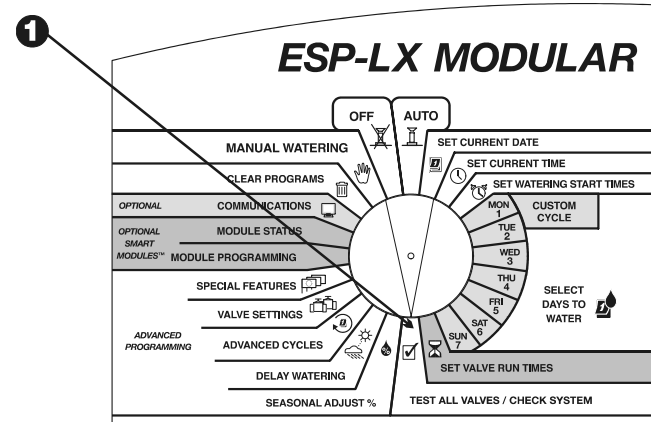 1
ESP-LX MODULAR
OFF
AUTO
MANUAL WATERING
SET CURRENT DATE
CLEAR PROGRAMS
SET CURRENT TIME
SET WATERING START TIMES
OPTIONAL
COMMUNICATIONS
MON
1
CUSTOM
CYCLE
OPTIONAL
SMART
MODULES™
MODULE STATUS
MODULE PROGRAMMING
TUE
2
WED
3
THU
4
FRI
5
SAT
6
SUN
7
SELECT
DAYS TO
WATER
SPECIAL FEATURES
VALVE SETTINGS
ADVANCED
PROGRAMMING
ADVANCED CYCLES
DELAY WATERING
SEASONAL ADJUST %
SET VALVE RUN TIMES
TEST ALL VALVES / CHECK SYSTEM